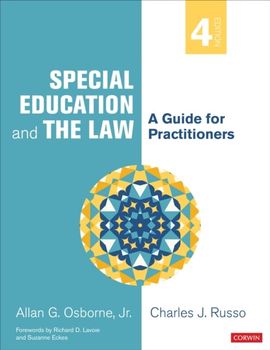 4
EDITION
SPECIAL
EDUCATION
and THE LAW
A Guide for
Practitioners
Allan G. Osborne, Jr.
Charles J. Russo
Forewords by Richard D. Lavoie
and Suzanne Eckes
CORWIN